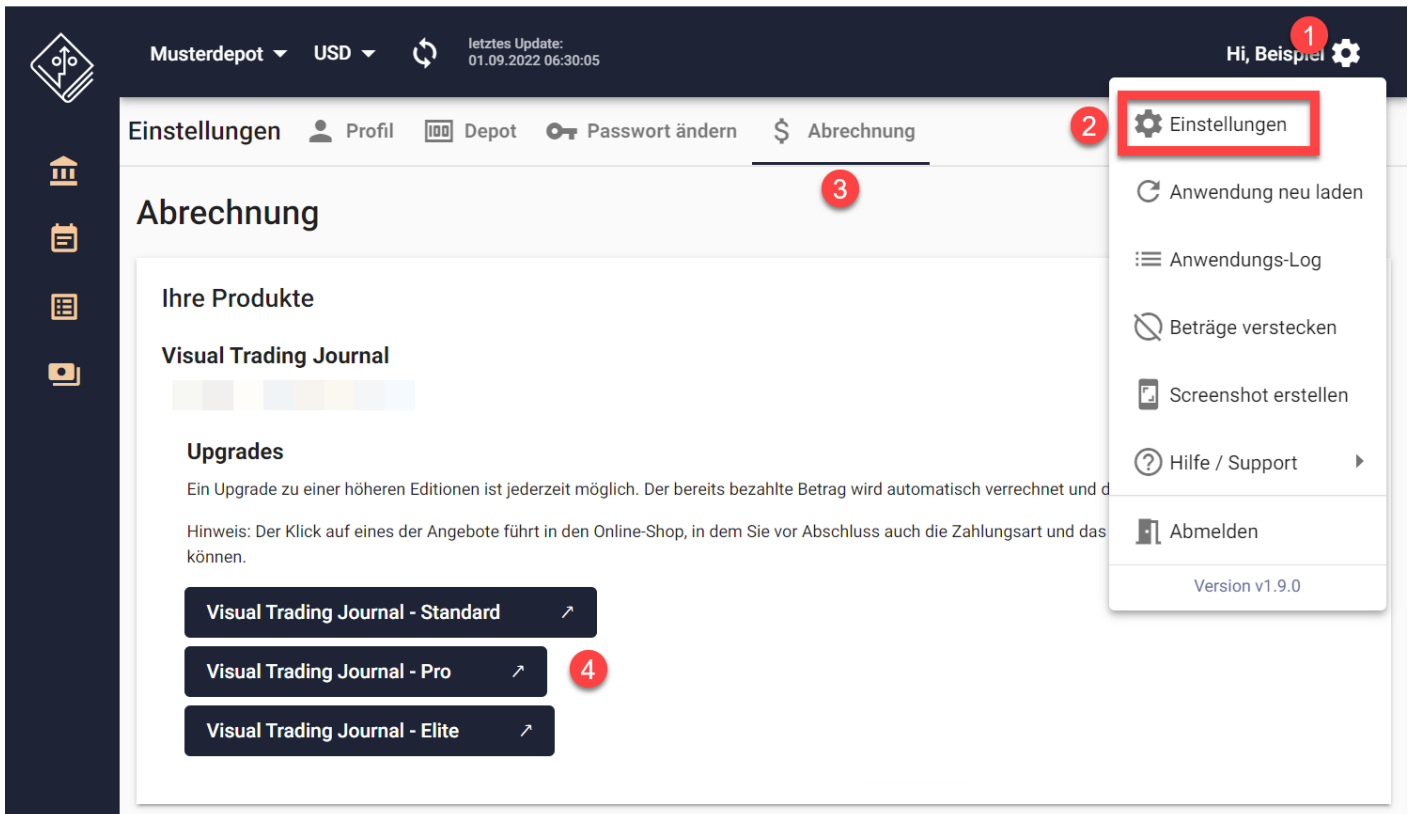 Musterdepot
USD
letztes Update:
01.09.2022 06:30:05
Hi, Beispiel
1
Einstellungen
Profil
100
Depot
Passwort ändern
$
Abrechnung
2
Einstellungen
3
Anwendung neu laden
Anwendungs-Log
Beträge verstecken
Screenshot erstellen
?
Hilfe / Support
Abmelden
Version v1.9.0
Abrechnung
Ihre Produkte
Visual Trading Journal
Upgrades
Ein Upgrade zu einer höheren Editionen ist jederzeit möglich. Der bereits bezahlte Betrag wird automatisch verrechnet und d
Hinweis: Der Klick auf eines der Angebote führt in den Online-Shop, in dem Sie vor Abschluss auch die Zahlungsart und das
können.
Visual Trading Journal - Standard ↗
Visual Trading Journal - Pro ↗
4
Visual Trading Journal - Elite ↗